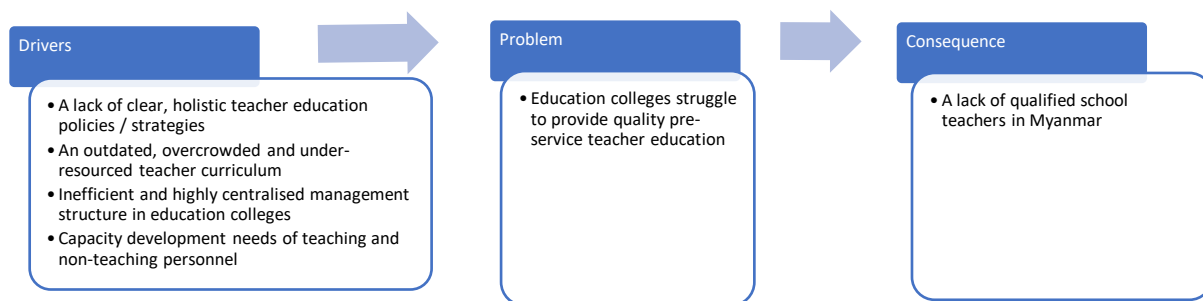 Drivers
• A lack of clear, holistic teacher education
policies / strategies
• An outdated, overcrowded and under-
resourced teacher curriculum
• Inefficient and highly centralised management
structure in education colleges
• Capacity development needs of teaching and
non-teaching personnel
Problem
• Education colleges struggle
to provide quality pre-
service teacher education
Consequence
• A lack of qualified school
teachers in Myanmar